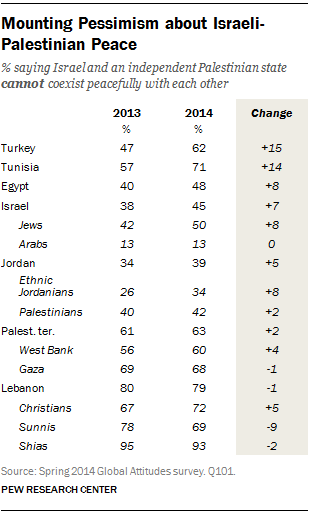 Mounting Pessimism about Israeli-
Palestinian Peace
% saying Israel and an independent Palestinian state
cannot coexist peacefully with each other
2013 2014 Change
% %
Turkey 47 62 +15
Tunisia 57 71 +14
Egypt 40 48 +8
Israel 38 45 +7
Jews 42 50 +8
Arabs 13 13 0
Jordan 34 39 +5
Ethnic
Jordanians 26 34 +8
Palestinians 40 42 +2
Palest. ter. 61 63 +2
West Bank 56 60 +4
Gaza 69 68 -1
Lebanon 80 79 -1
Christians 67 72 +5
Sunnis 78 69 -9
Shias 95 93 -2
Source: Spring 2014 Global Attitudes survey. Q101.
PEW RESEARCH CENTER